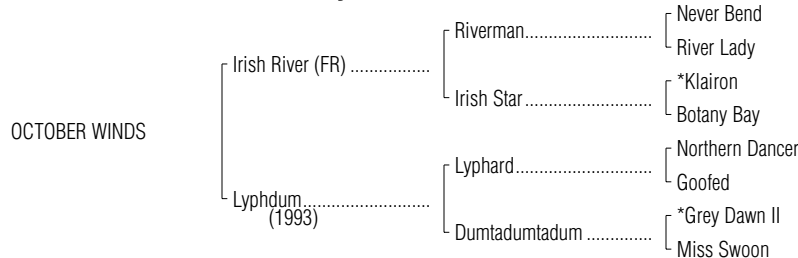 Never Bend
Riverman..............................
River Lady
Irish River (FR) .................
*Klairon
Irish Star..............................
Botany Bay
OCTOBER WINDS
Northern Dancer
Lyphard................................
Goofed
Lyphdum..............................
(1993)
*Grey Dawn II
Dumtadumtadum ...............
Miss Swoon